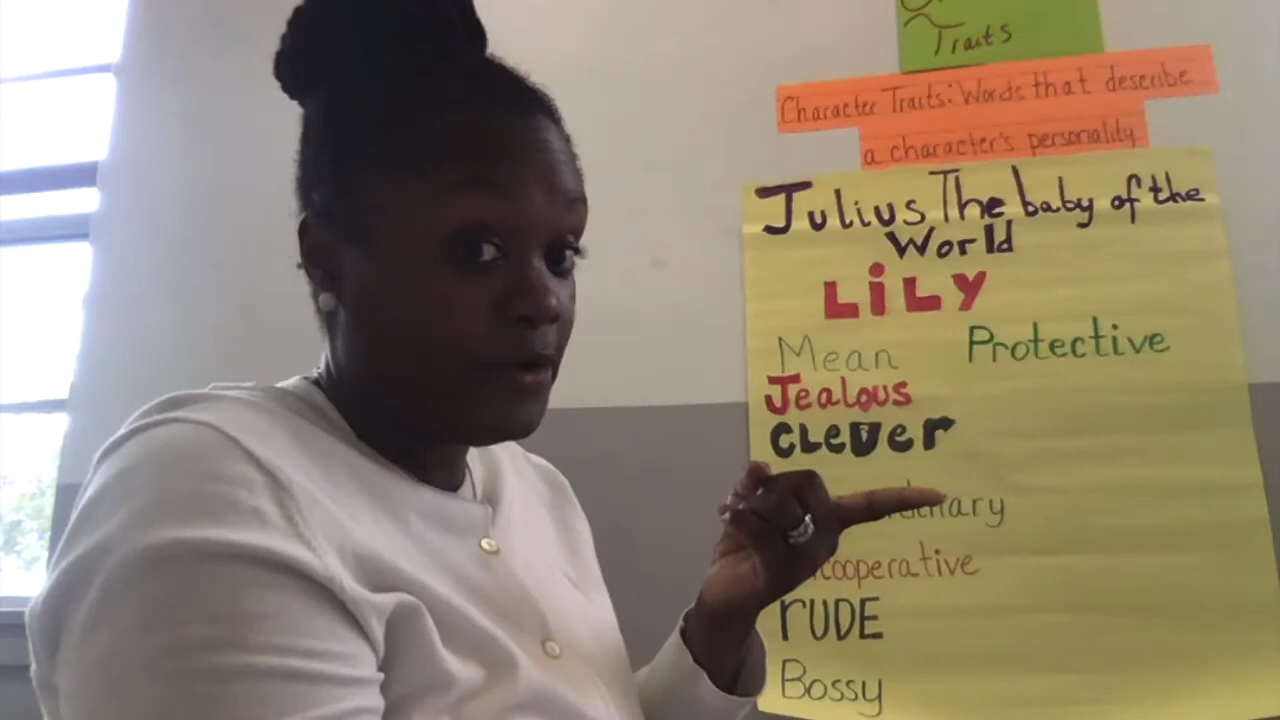 Traits
Character Traits: Words that describe
a character's personality
Julius The baby of the
World
LiLY
Mean Protective
Jealous
CLEVer
cooperative
rUDE
Bossy